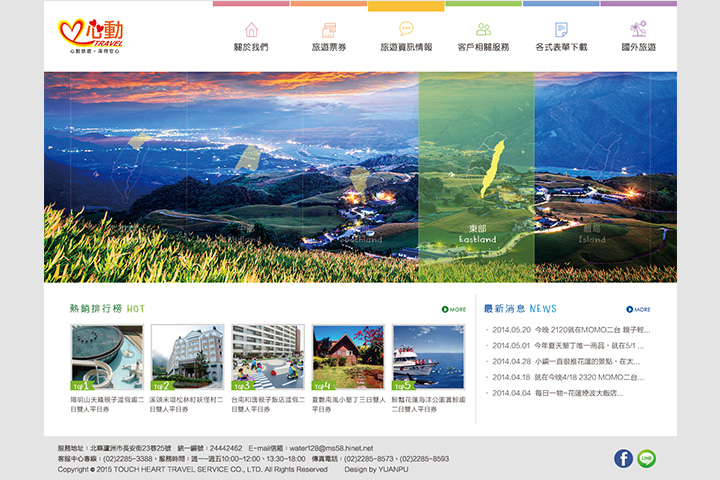 心動
TRAVEL
心動旅遊，深得您心
關於我們
旅遊票券
旅遊資訊情報
客戶相關服務
各式表單下載
國外旅遊
東部
Eastland
Southland
離島
Island
熱銷排行榜 HOT
MORE
TOP1
TOP2
TOP3
TOP4
TOP5
陽明山天籟親子渡假處二日雙人平日券
溪頭米堤松林町妖怪村二日雙人平日券
台南和逸親子飯店渡假二日雙人平日券
夏艷南風小墾丁三日雙人平日券
鯨豔花蓮海洋公園賞鯨處二日雙人平日券
最新消息 NEWS
MORE
2014.05.20 今晚 2120就在MOMO二台 親子輕...
2014.05.01 今年夏天墾丁唯一商品，就在5/1 ...
2014.04.28 小編一直很推花蓮的景點，在太...
2014.04.18 就在今晚4/18 2320 MOMO二台...
2014.04.04 每日一物-花蓮煙波大飯店...
服務地址：北縣蘆洲市長安街23巷25號 統一編號：24442462 E-mail信箱：water128@ms58.hinet.net
客服中心專線：(02)2285-3388，服務時間：週一~週五10:00~12:00、13:30~18:00 傳真電話：(02)2285-8573、(02)2285-8593
Copyright © 2015 TOUCH HEART TRAVEL SERVICE CO., LTD. All Rights Reserved Design by YUANPU
LINE